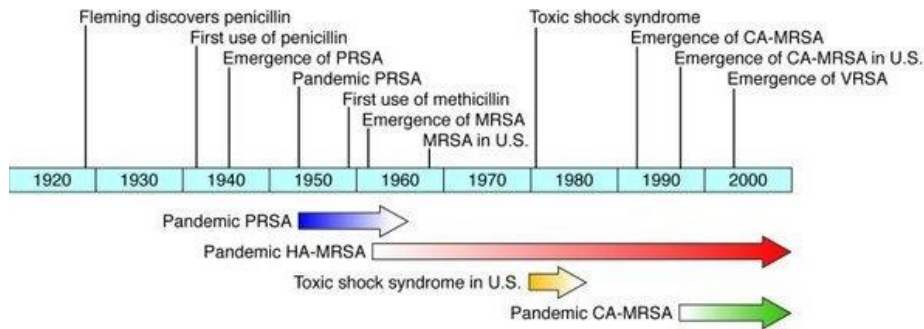 Fleming discovers penicillin
First use of penicillin
Emergence of PRSA
Pandemic PRSA
First use of methicillin
Emergence of MRSA
MRSA in U.S.
Toxic shock syndrome
Emergence of CA-MRSA
Emergence of CA-MRSA in U.S.
Emergence of VRSA
1920 1930 1940 1950 1960 1970 1980 1990 2000
Pandemic PRSA
Pandemic HA-MRSA
Toxic shock syndrome in U.S.
Pandemic CA-MRSA